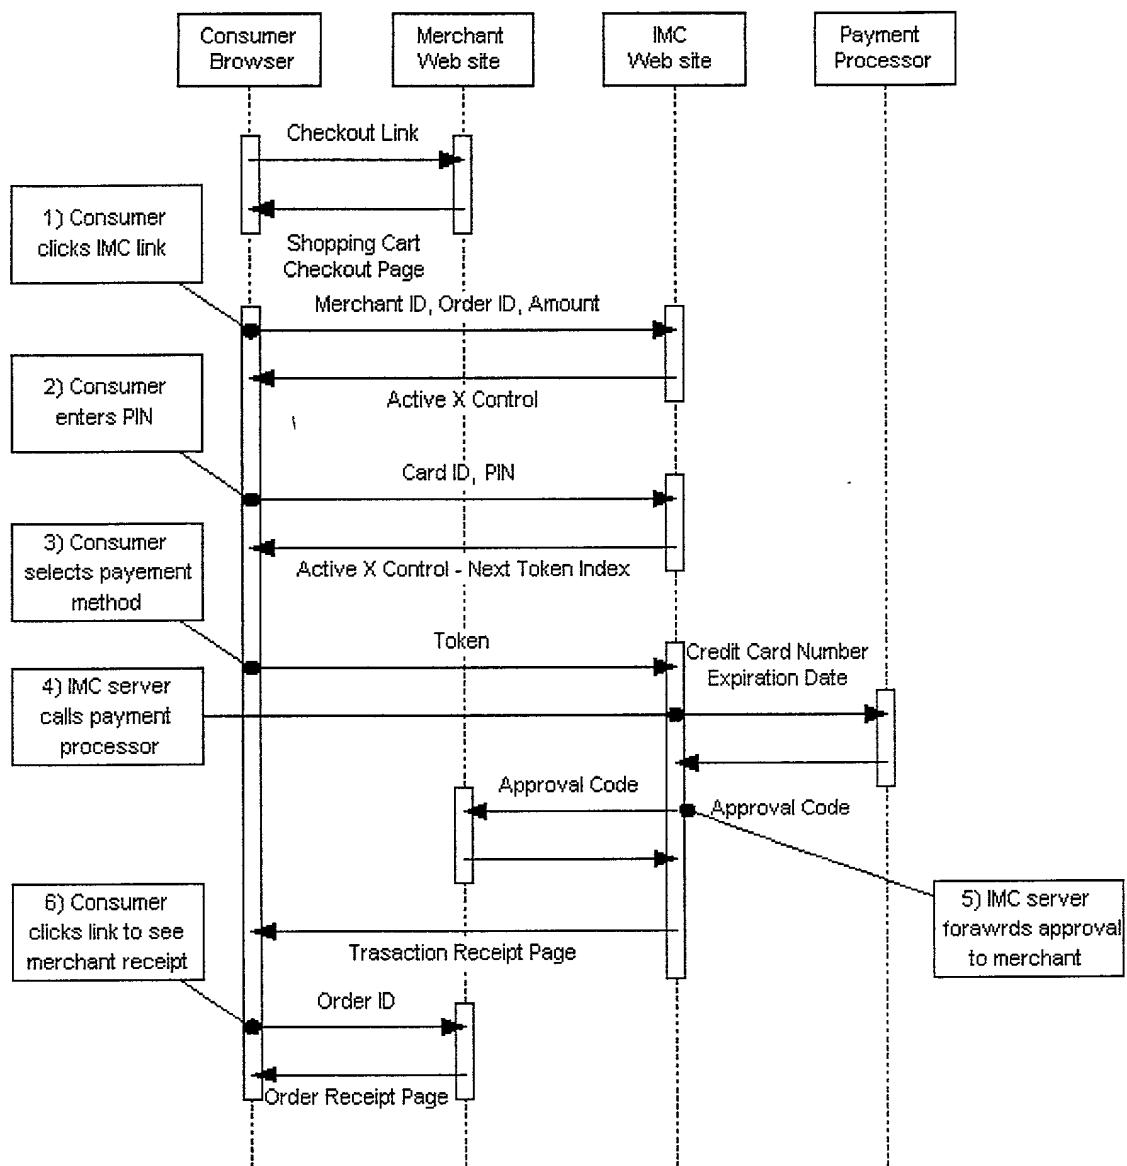 Consumer
Browser
Merchant
Web site
IMC
Web site
Payment
Processor
Checkout Link
1) Consumer
clicks IMC link
Shopping Cart
Checkout Page
Merchant ID, Order ID, Amount
2) Consumer
enters PIN
Active X Control
Card ID, PIN
3) Consumer
selects payement
method
Active X Control - Next Token Index
Token
Credit Card Number
Expiration Date
4) IMC server
calls payment
processor
Approval Code
Approval Code
6) Consumer
clicks link to see
merchant receipt
5) IMC server
forawrds approval
to merchant
Trasaction Receipt Page
Order ID
Order Receipt Page